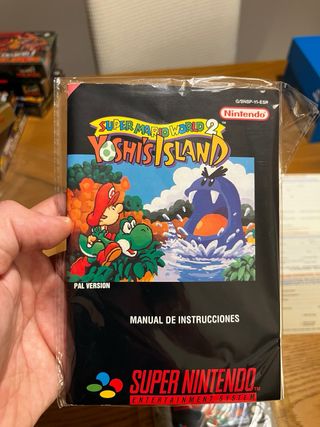 G/SNSP-YI-ESP
Nintendo
SUPER MARIO WORLD 2
YOSHI'S ISLAND
PAL VERSION
MANUAL DE INSTRUCCIONES
SUPER NINTENDO
ENTERTAINMENT SYSTEM